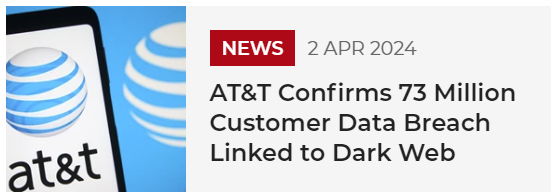 at&t
NEWS 2 APR 2024
AT&T Confirms 73 Million
Customer Data Breach
Linked to Dark Web